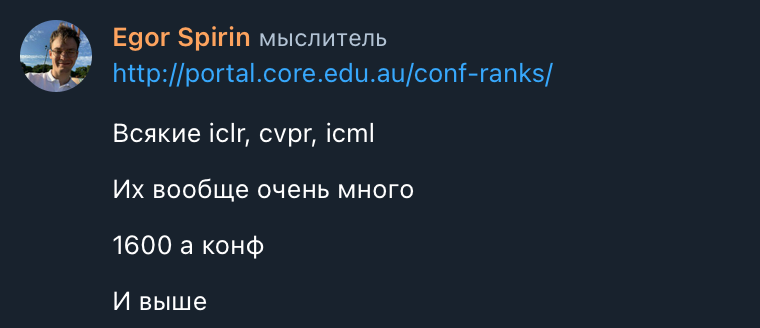 Egor Spirin мыслитель
http://portal.core.edu.au/conf-ranks/
Всякие iclr, cvpr, icml
Их вообще очень много
1600 а конф
И выше